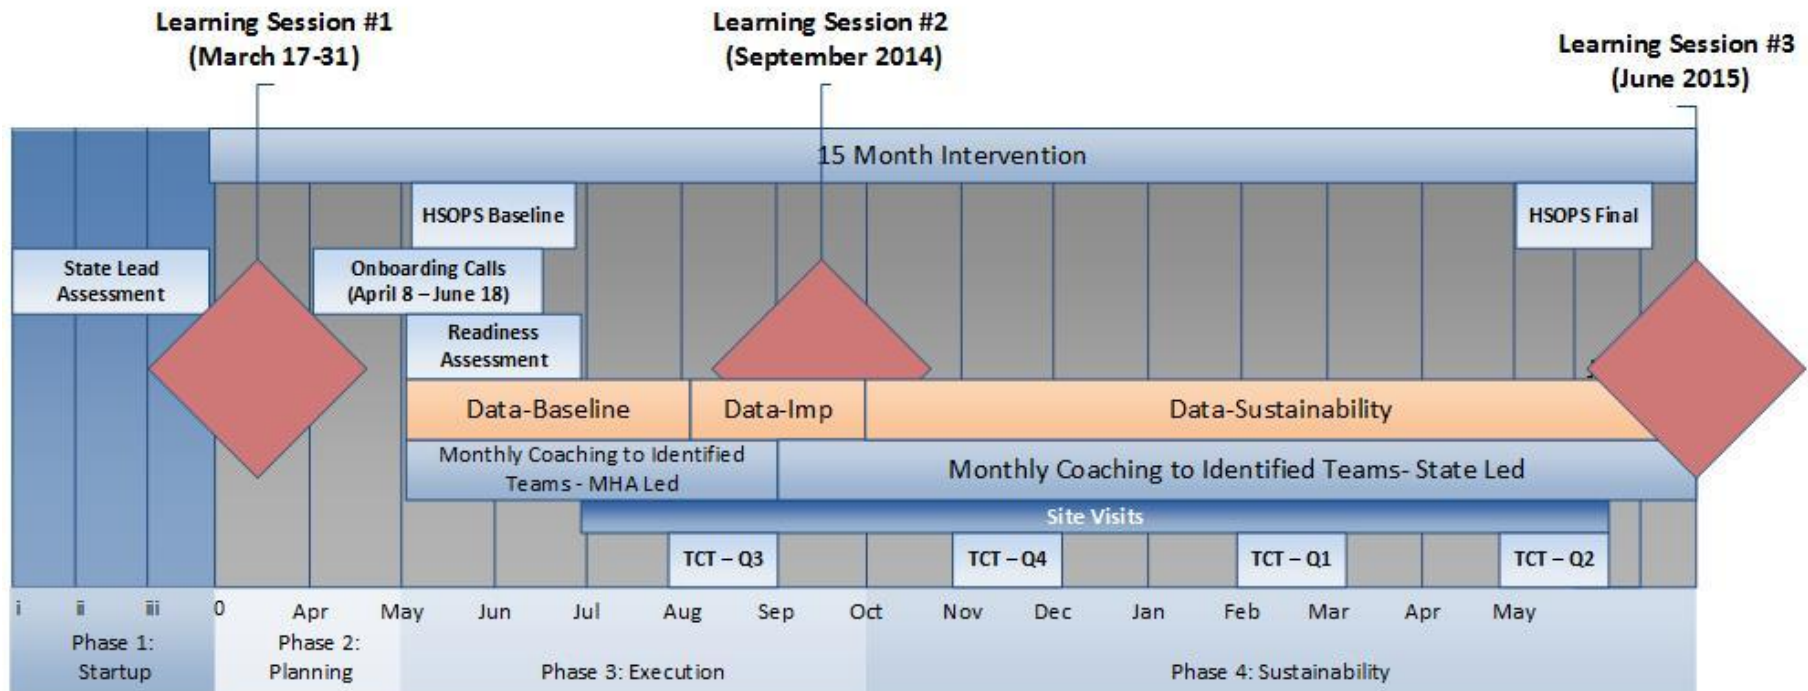 Learning Session #1
(March 17-31)
Learning Session #2
(September 2014)
Learning Session #3
(June 2015)
15 Month Intervention
HSOPS Baseline
HSOPS Final
State Lead
Assessment
Onboarding Calls
(April 8 – June 18)
Readiness
Assessment
Data-Baseline
Data-Imp
Data-Sustainability
Monthly Coaching to Identified
Teams - MHA Led
Monthly Coaching to Identified Teams- State Led
Site Visits
TCT – Q3
TCT – Q4
TCT – Q1
TCT – Q2
i ii iii 0 Apr May Jun Jul Aug Sep Oct Nov Dec Jan Feb Mar Apr May
Phase 1:
Startup
Phase 2:
Planning
Phase 3: Execution
Phase 4: Sustainability